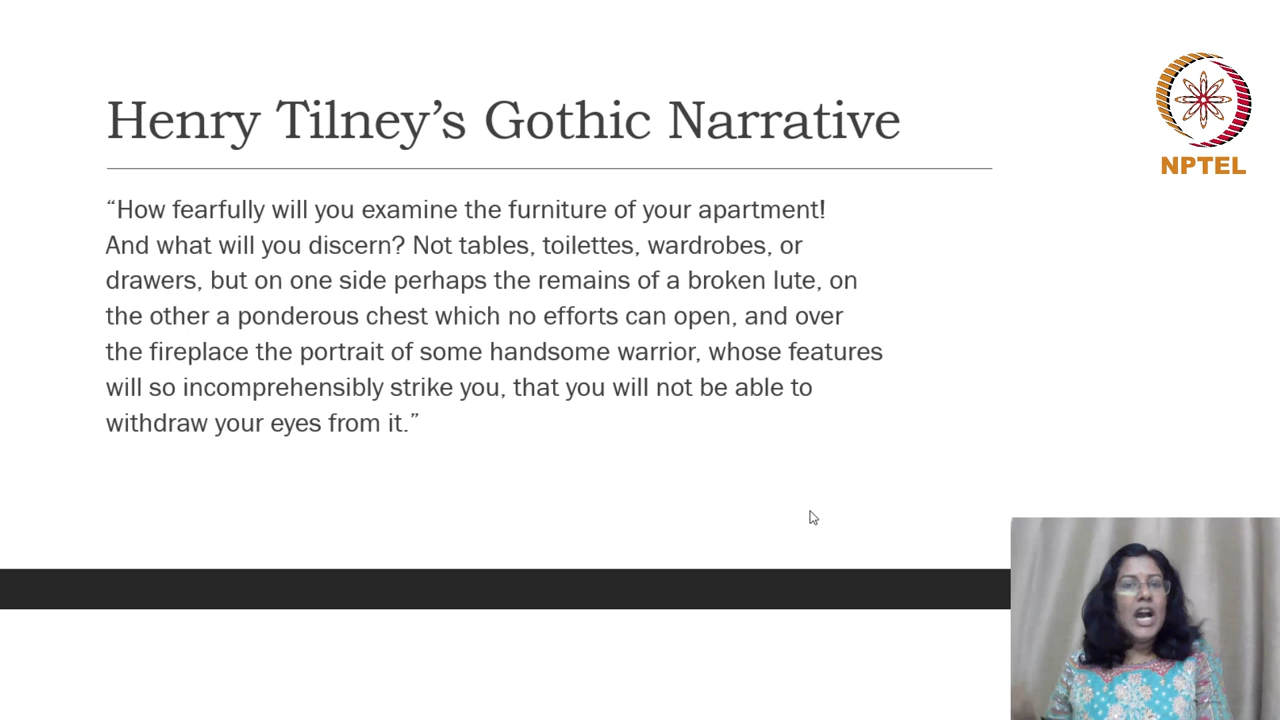 Henry Tilney’s Gothic Narrative
NPTEL
“How fearfully will you examine the furniture of your apartment!
And what will you discern? Not tables, toilettes, wardrobes, or
drawers, but on one side perhaps the remains of a broken lute, on
the other a ponderous chest which no efforts can open, and over
the fireplace the portrait of some handsome warrior, whose features
will so incomprehensibly strike you, that you will not be able to
withdraw your eyes from it.”